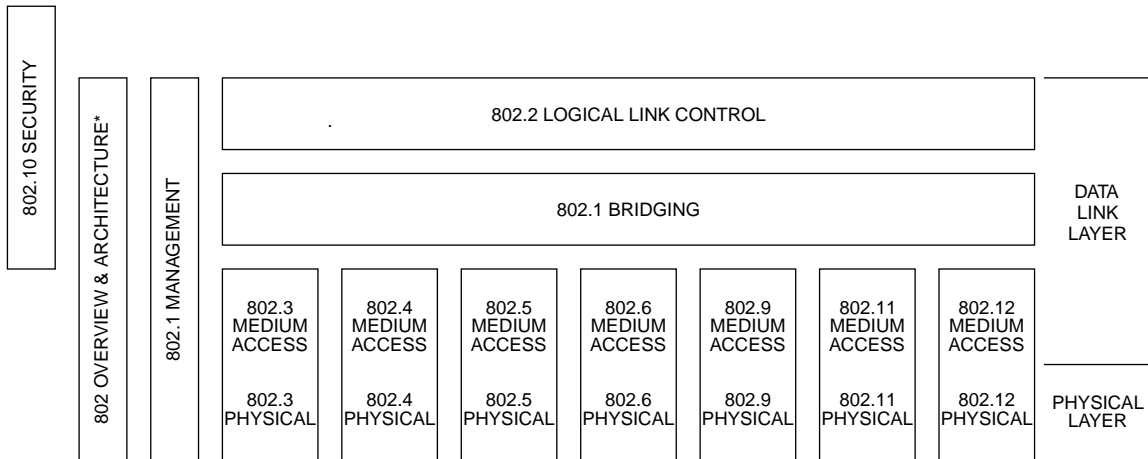 802.10 SECURITY
802 OVERVIEW & ARCHITECTURE*
802.1 MANAGEMENT
802.2 LOGICAL LINK CONTROL
802.1 BRIDGING
802.3
MEDIUM
ACCESS
802.3
PHYSICAL
802.4
MEDIUM
ACCESS
802.4
PHYSICAL
802.5
MEDIUM
ACCESS
802.5
PHYSICAL
802.6
MEDIUM
ACCESS
802.6
PHYSICAL
802.9
MEDIUM
ACCESS
802.9
PHYSICAL
802.11
MEDIUM
ACCESS
802.11
PHYSICAL
802.12
MEDIUM
ACCESS
802.12
PHYSICAL
DATA
LINK
LAYER
PHYSICAL
LAYER